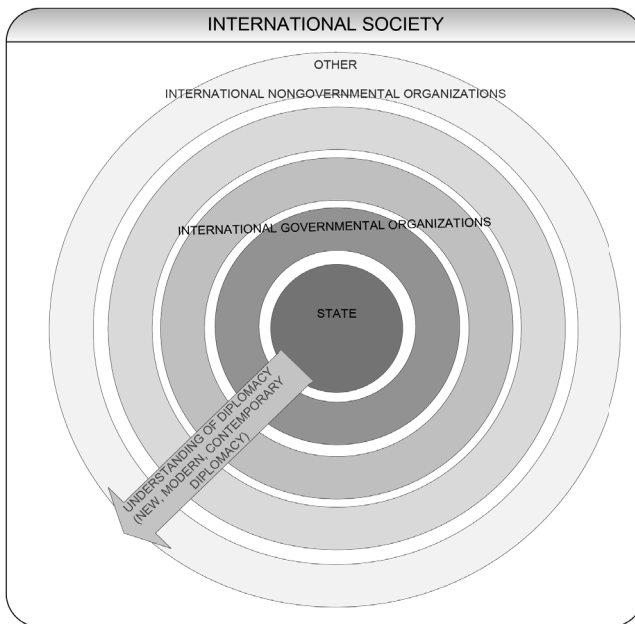 INTERNATIONAL SOCIETY
OTHER
INTERNATIONAL NONGOVERNMENTAL ORGANIZATIONS
INTERNATIONAL GOVERNMENTAL ORGANIZATIONS
STATE
UNDERSTANDING OF DIPLOMACY
(NEW, MODERN, CONTEMPORARY
DIPLOMACY)